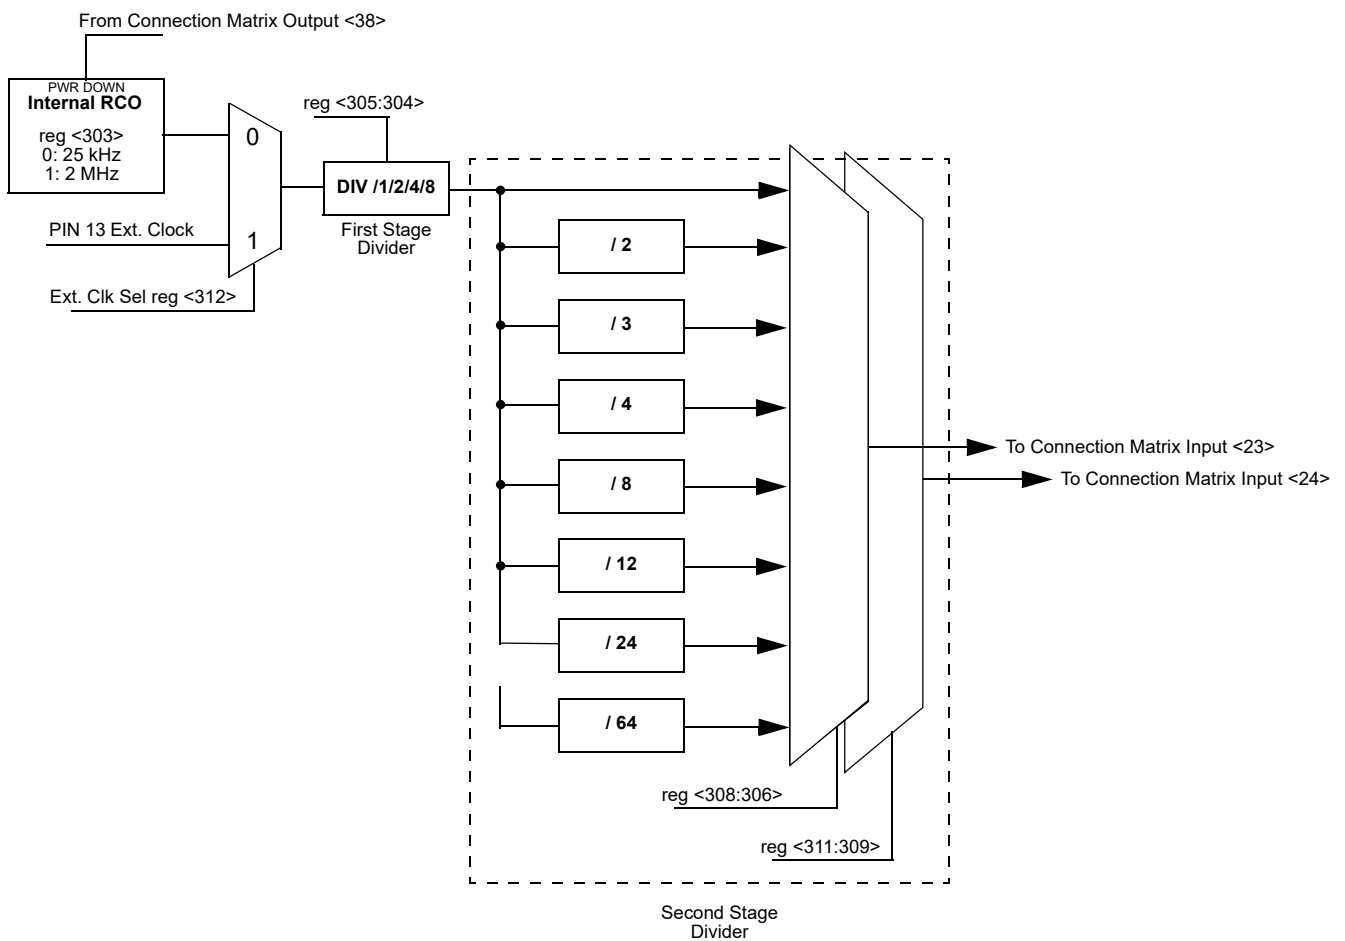 From Connection Matrix Output <38>
PWR DOWN
Internal RCO
reg <303>
0: 25 kHz
1: 2 MHz
0
1
PIN 13 Ext. Clock
Ext. Clk Sel reg <312>
reg <305:304>
DIV /1/2/4/8
First Stage
Divider
/ 2
/ 3
/ 4
/ 8
/ 12
/ 24
/ 64
To Connection Matrix Input <23>
To Connection Matrix Input <24>
reg <308:306>
reg <311:309>
Second Stage
Divider